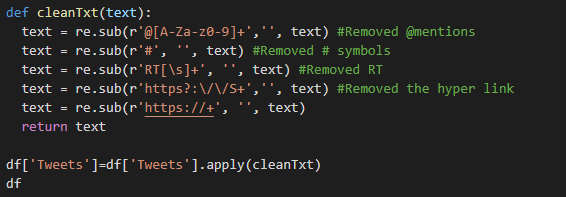 def cleanTxt(text):
  text = re.sub(r'@[A-Za-z0-9]+','', text) #Removed @mentions
  text = re.sub(r'#', '', text) #Removed # symbols
  text = re.sub(r'RT[\s]+', '', text) #Removed RT
  text = re.sub(r'https?:\/\/S+','', text) #Removed the hyper link
  text = re.sub(r'https://+', '', text)
  return text

df['Tweets']=df['Tweets'].apply(cleanTxt)
df